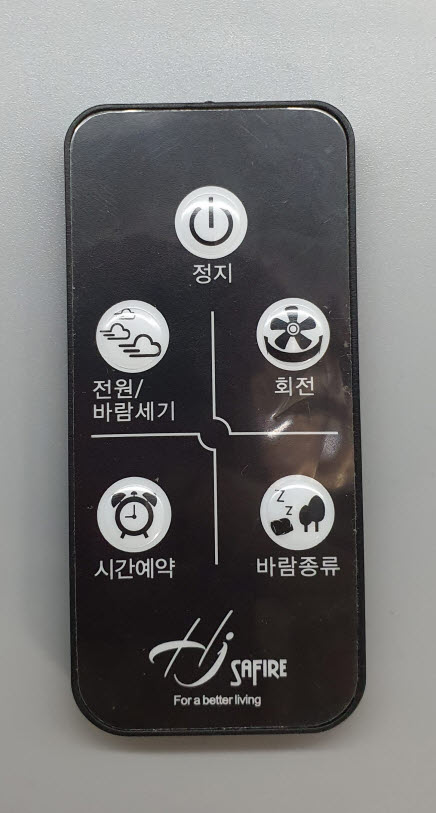 정지
전원/
바람세기
회전
시간예약
바람종류
Hj SAFIRE
For a better living